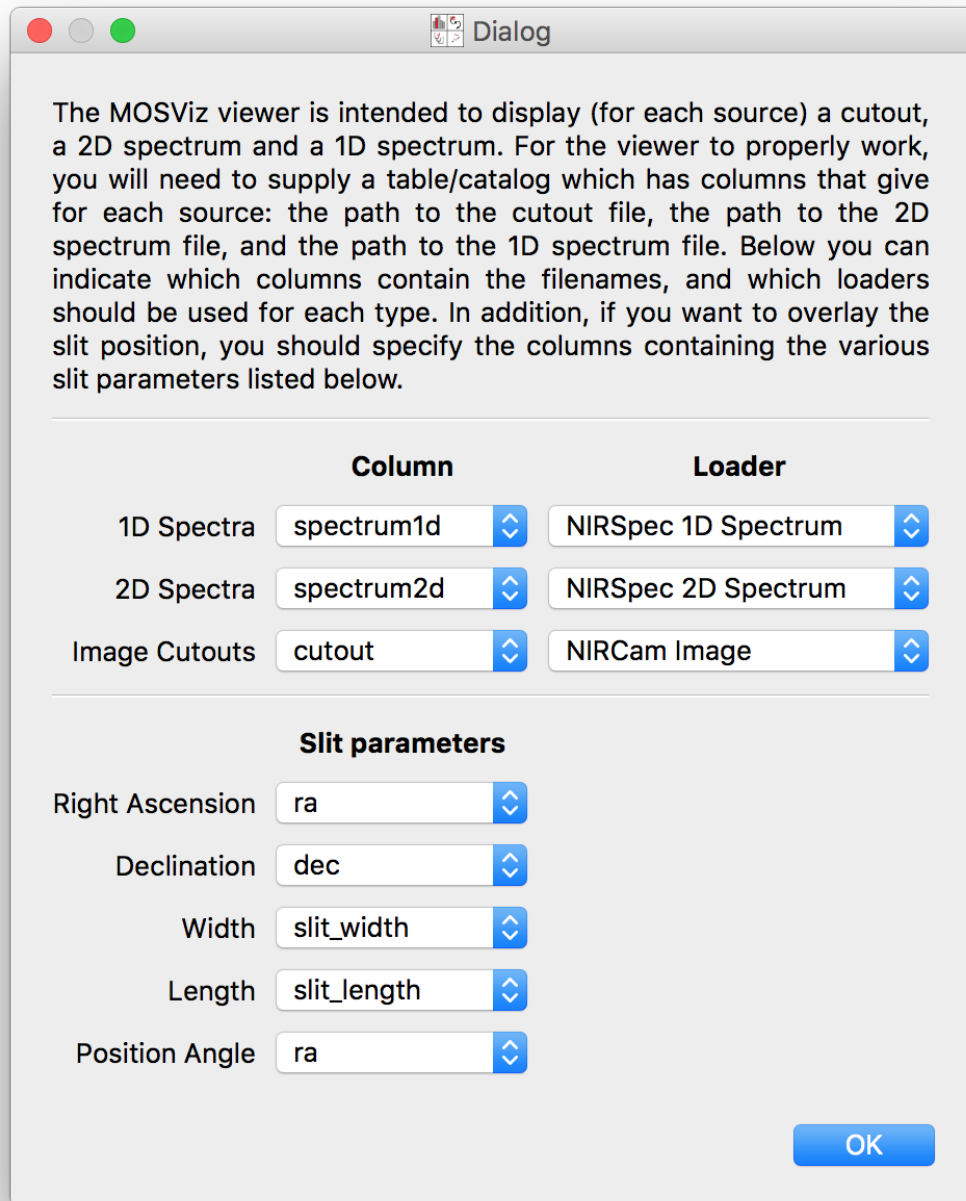 Dialog
The MOSViz viewer is intended to display (for each source) a cutout,
a 2D spectrum and a 1D spectrum. For the viewer to properly work,
you will need to supply a table/catalog which has columns that give
for each source: the path to the cutout file, the path to the 2D
spectrum file, and the path to the 1D spectrum file. Below you can
indicate which columns contain the filenames, and which loaders
should be used for each type. In addition, if you want to overlay the
slit position, you should specify the columns containing the various
slit parameters listed below.
Column Loader
1D Spectra spectrum1d NIRSpec 1D Spectrum
2D Spectra spectrum2d NIRSpec 2D Spectrum
Image Cutouts cutout NIRCam Image
Slit parameters
Right Ascension ra
Declination dec
Width slit_width
Length slit_length
Position Angle ra
OK